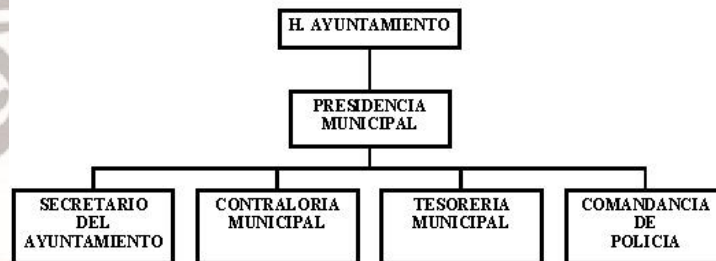 H. AYUNTAMIENTO
PRESIDENCIA
MUNICIPAL
SECRETARIO
DEL
AYUNTAMIENTO
CONTRALORIA
MUNICIPAL
TESORERIA
MUNICIPAL
COMANDANCIA
DE
POLICIA